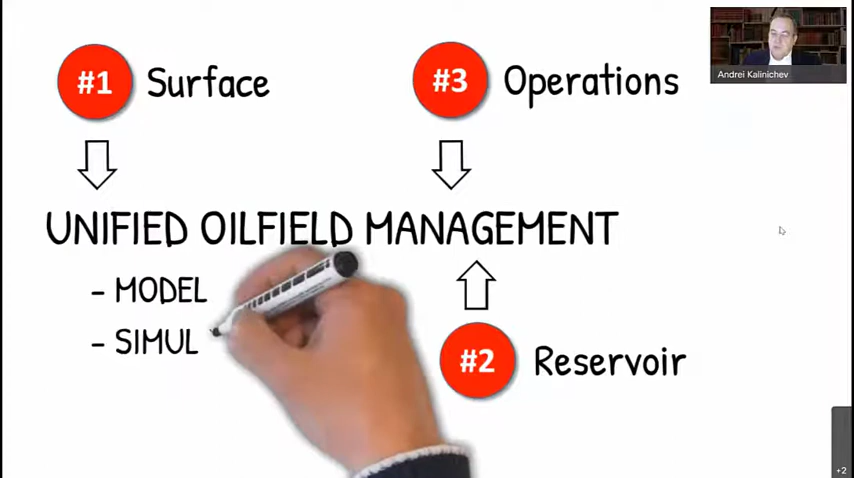 #1 Surface
#3 Operations
Andrei Kalinichev
UNIFIED OILFIELD MANAGEMENT
- MODEL
- SIMUL
#2 Reservoir
+2